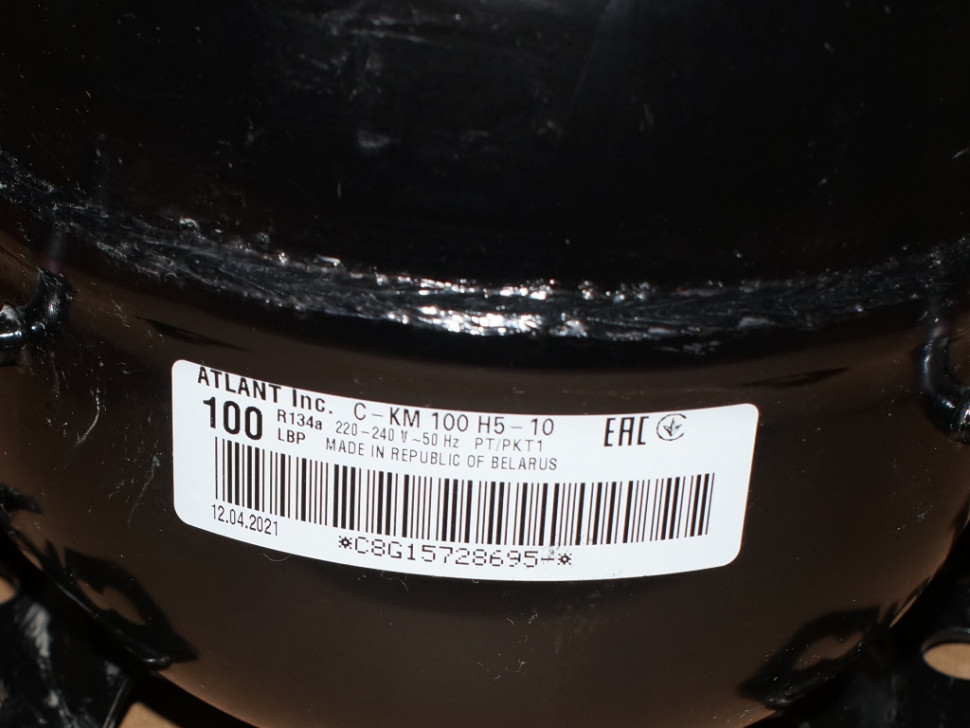 ATLANT Inc. C-KM 100 H5-10
100 R134a 220-240 V ~50 Hz PT/PKT1
LBP MADE IN REPUBLIC OF BELARUS
EAC
12.04.2021
*C8G15728695+*